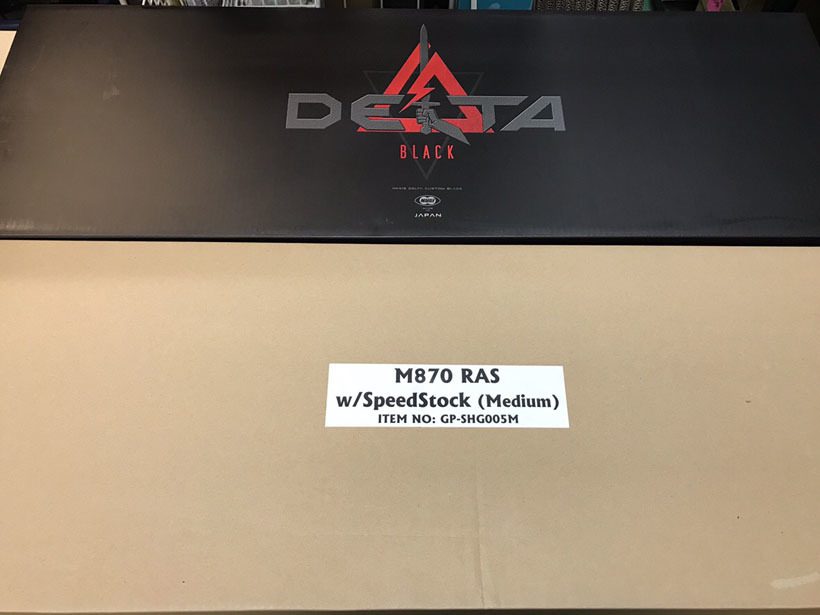 DELTA
BLACK
JAPAN
M870 RAS
w/SpeedStock (Medium)
ITEM NO: GP-SHG005M